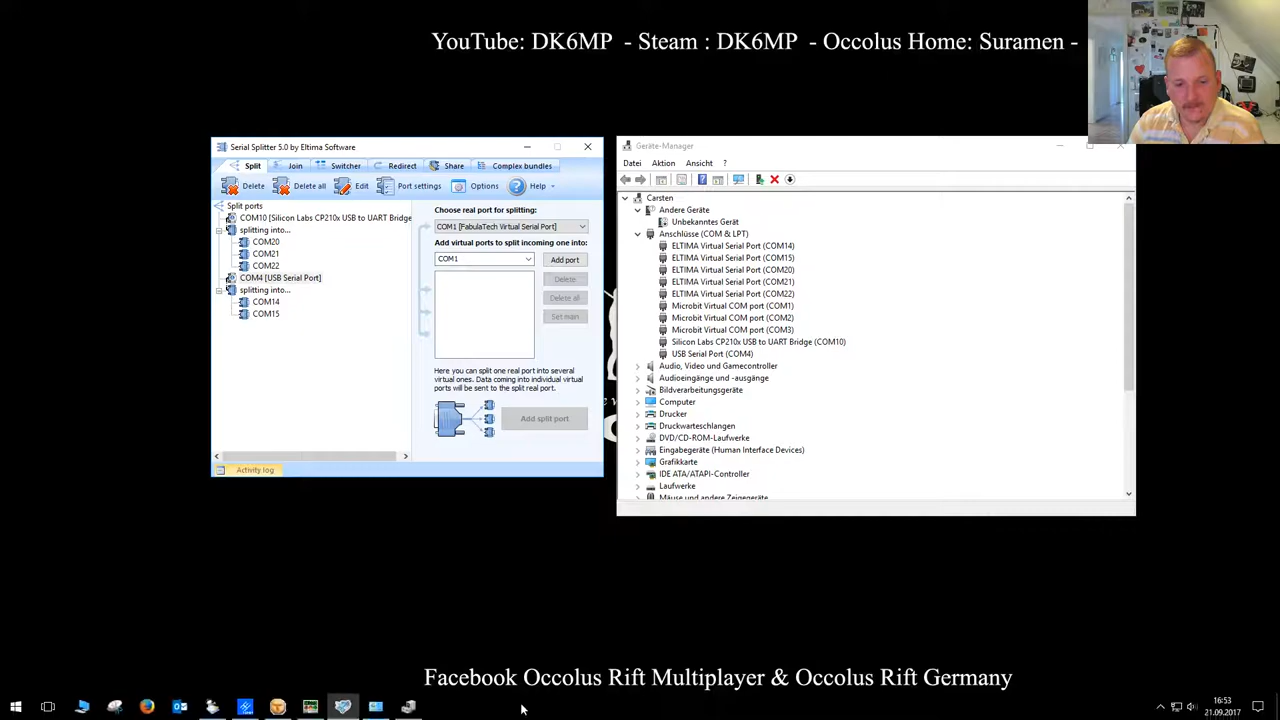 YouTube: DK6MP - Steam : DK6MP - Occolus Home: Suramen -
Serial Splitter 5.0 by Eltima Software
Split
Join
Switcher
Redirect
Share
Complex bundles
Delete
Delete all
Edit
Port settings
Options
Help
Split ports
COM10 [Silicon Labs CP210x USB to UART Bridge
splitting into...
COM20
COM21
COM22
COM4 [USB Serial Port]
splitting into...
COM14
COM15
Choose real port for splitting:
COM1 [FabulaTech Virtual Serial Port]
Add virtual ports to split incoming one into:
COM1
Add port
Delete
Delete all
Set main
Here you can split one real port into several
virtual ones. Data coming into individual virtual
ports will be sent to the split real port.
Add split port
Activity log
Geräte-Manager
Datei Aktion Ansicht ?
Carsten
Andere Geräte
Unbekanntes Gerät
Anschlüsse (COM & LPT)
ELTIMA Virtual Serial Port (COM14)
ELTIMA Virtual Serial Port (COM15)
ELTIMA Virtual Serial Port (COM20)
ELTIMA Virtual Serial Port (COM21)
ELTIMA Virtual Serial Port (COM22)
Microbit Virtual COM port (COM1)
Microbit Virtual COM port (COM2)
Microbit Virtual COM port (COM3)
Silicon Labs CP210x USB to UART Bridge (COM10)
USB Serial Port (COM4)
Audio, Video und Gamecontroller
Audioeingänge und -ausgänge
Bildverarbeitungsgeräte
Computer
Drucker
Druckwarteschlangen
DVD/CD-ROM-Laufwerke
Eingabegeräte (Human Interface Devices)
Grafikkarte
IDE ATA/ATAPI-Controller
Laufwerke
Mäuse und andere Zeigegeräte
Facebook Occolus Rift Multiplayer & Occolus Rift Germany
16:53
21.09.2017